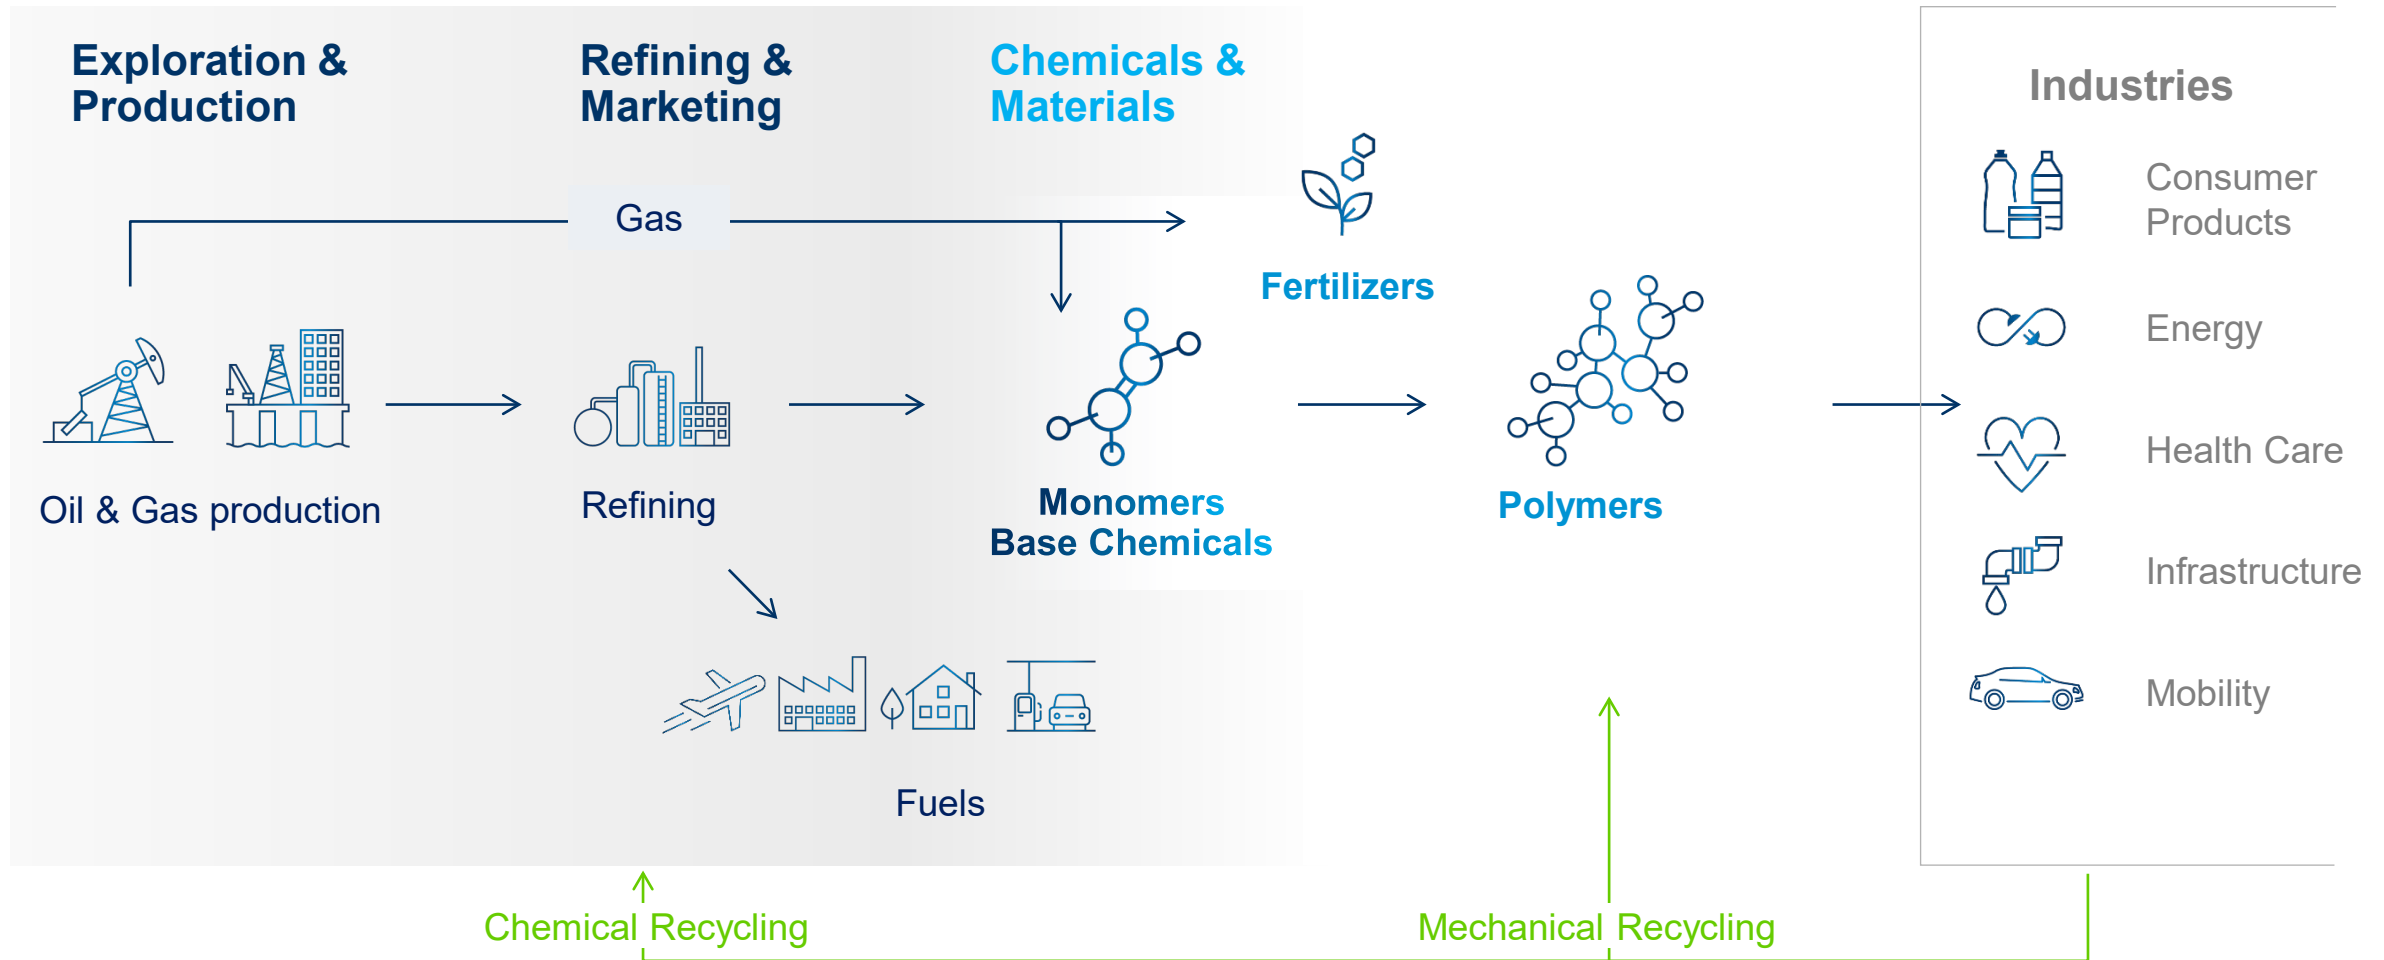 Exploration &
Production
Refining &
Marketing
Chemicals &
Materials
Industries
Gas
Fertilizers
Oil & Gas production
Refining
Monomers
Base Chemicals
Polymers
Fuels
Consumer
Products
Energy
Health Care
Infrastructure
Mobility
Chemical Recycling
Mechanical Recycling